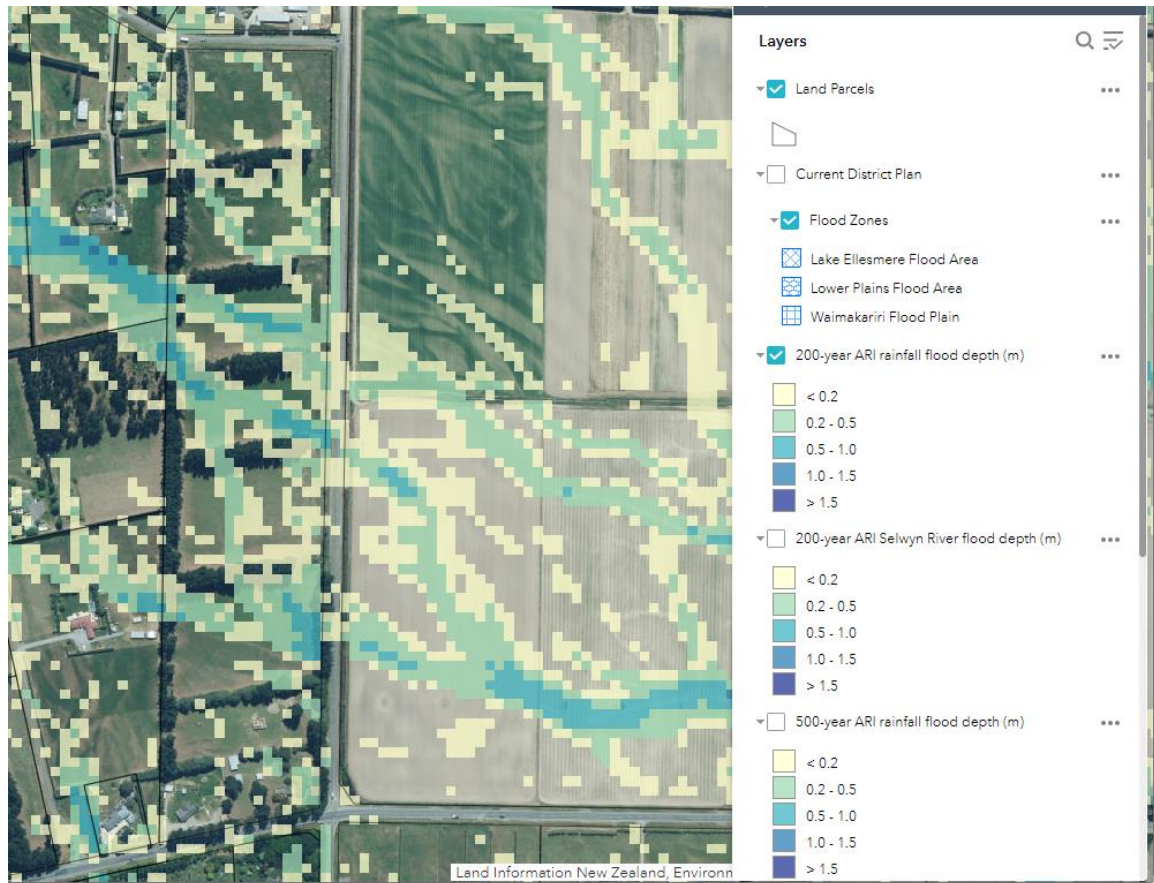 Layers
Land Parcels
Current District Plan
Flood Zones
Lake Ellesmere Flood Area
Lower Plains Flood Area
Waimakariri Flood Plain
200-year ARI rainfall flood depth (m)
< 0.2
0.2 - 0.5
0.5 - 1.0
1.0 - 1.5
> 1.5
200-year ARI Selwyn River flood depth (m)
< 0.2
0.2 - 0.5
0.5 - 1.0
1.0 - 1.5
> 1.5
500-year ARI rainfall flood depth (m)
< 0.2
0.2 - 0.5
0.5 - 1.0
1.0 - 1.5
> 1.5
Land Information New Zealand, Environ